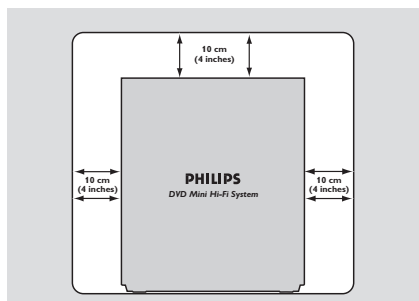 10 cm
(4 inches)
10 cm
(4 inches)
PHILIPS
DVD Mini Hi-Fi System
10 cm
(4 inches)